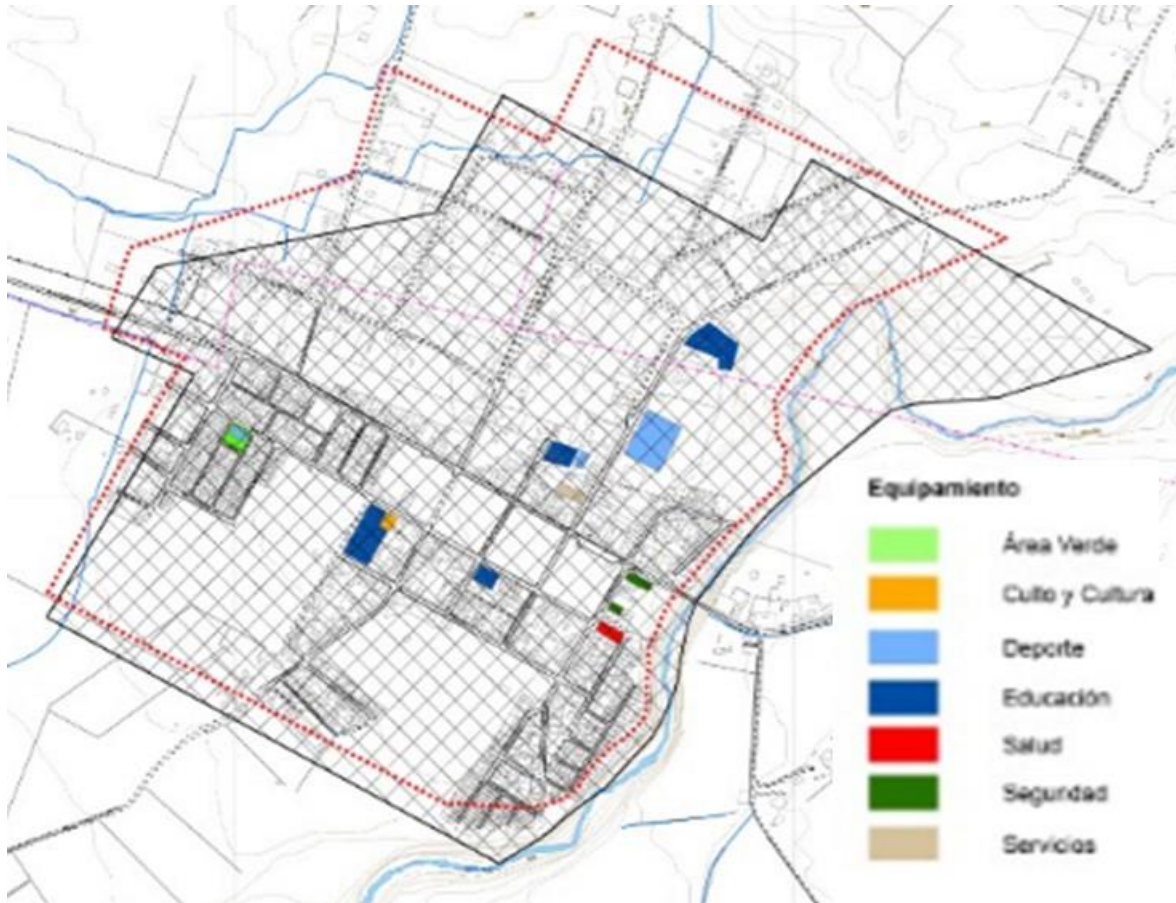 Equipamiento
Área Verde
Culto y Cultura
Deporte
Educación
Salud
Seguridad
Servicios